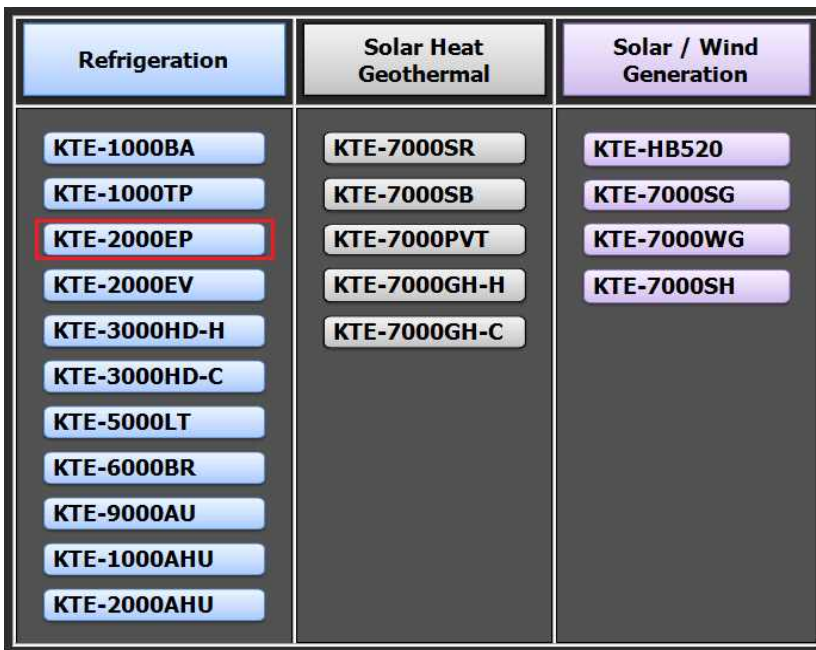 Refrigeration
Solar Heat
Geothermal
Solar / Wind
Generation
KTE-1000BA
KTE-1000TP
KTE-2000EP
KTE-2000EV
KTE-3000HD-H
KTE-3000HD-C
KTE-5000LT
KTE-6000BR
KTE-9000AU
KTE-1000AHU
KTE-2000AHU
KTE-7000SR
KTE-7000SB
KTE-7000PVT
KTE-7000GH-H
KTE-7000GH-C
KTE-HB520
KTE-7000SG
KTE-7000WG
KTE-7000SH